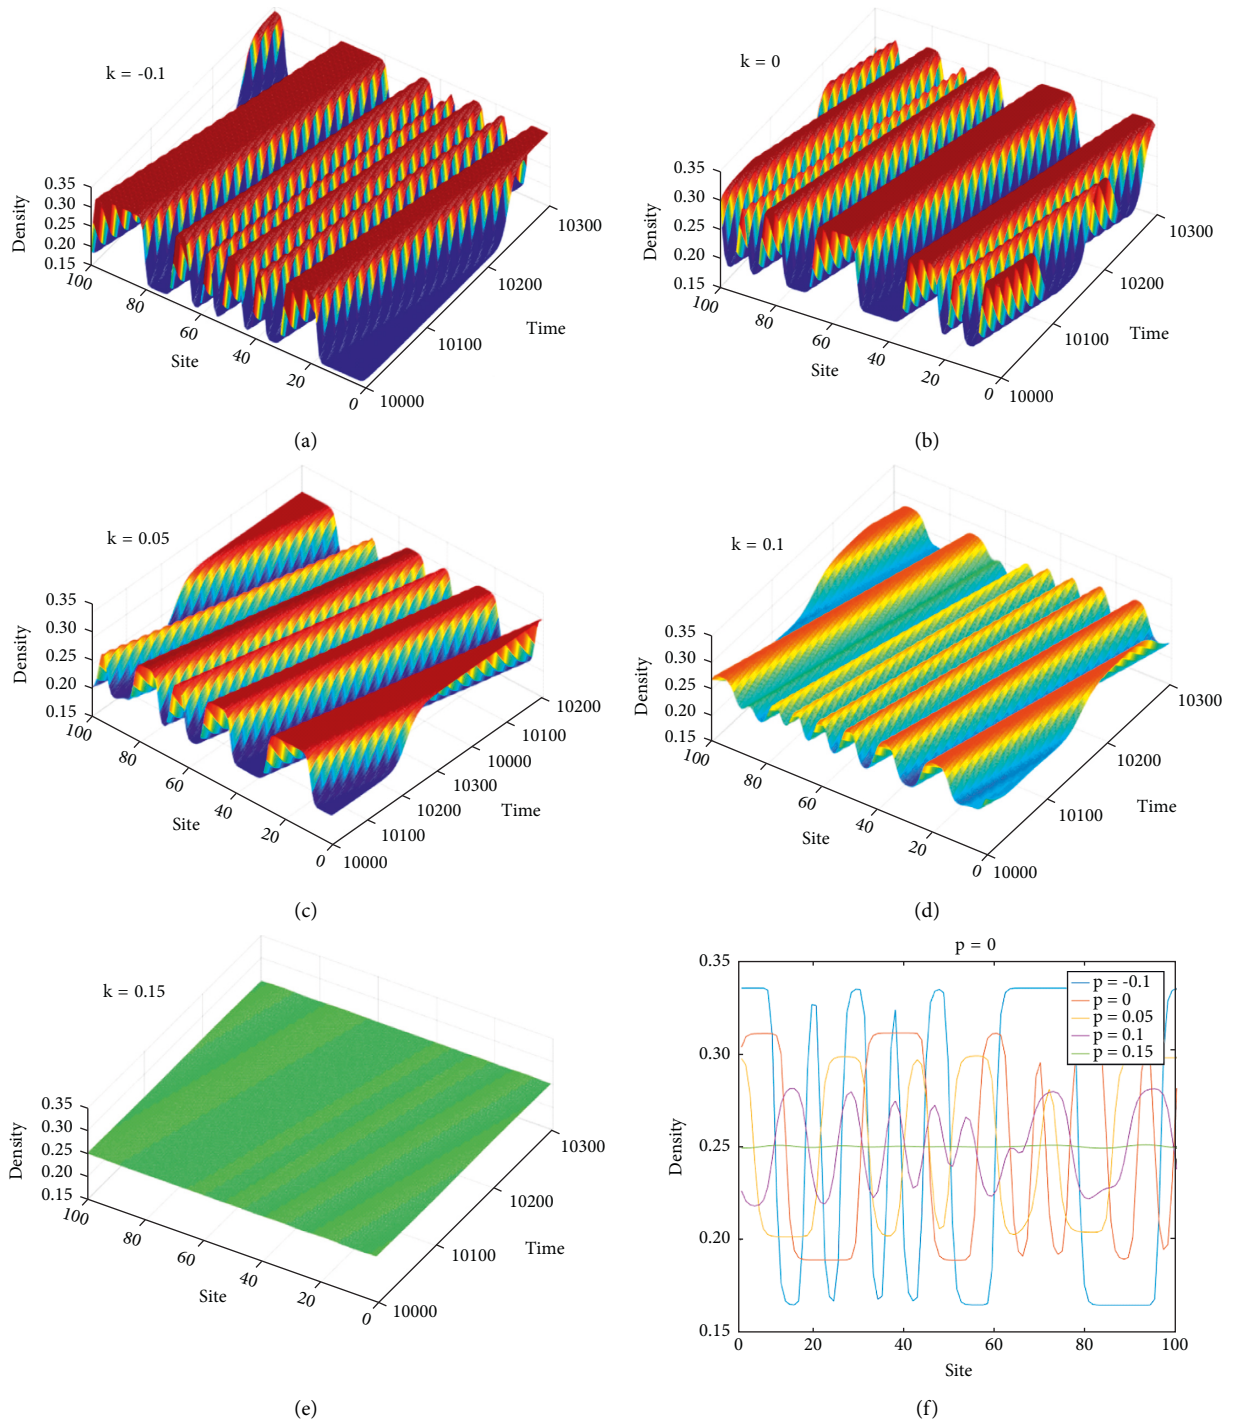 k = -0.1
0.35
0.30
0.25
0.20
0.15
Density
100
80
60
40
20
0
Site
10000
10100
10200
10300
Time
(a)
k = 0
0.35
0.30
0.25
0.20
0.15
Density
100
80
60
40
20
0
Site
10000
10100
10200
10300
Time
(b)
k = 0.05
0.35
0.30
0.25
0.20
0.15
Density
100
80
60
40
20
0
Site
10000
10100
10200
10300
10000
10100
10200
Time
(c)
k = 0.1
0.35
0.30
0.25
0.20
0.15
Density
100
80
60
40
20
0
Site
10000
10100
10200
10300
Time
(d)
k = 0.15
0.35
0.30
0.25
0.20
0.15
Density
100
80
60
40
20
0
Site
10000
10100
10200
10300
Time
(e)
p = 0
0.35
0.30
0.25
0.20
0.15
Density
0
20
40
60
80
100
Site
p = -0.1
p = 0
p = 0.05
p = 0.1
p = 0.15
(f)